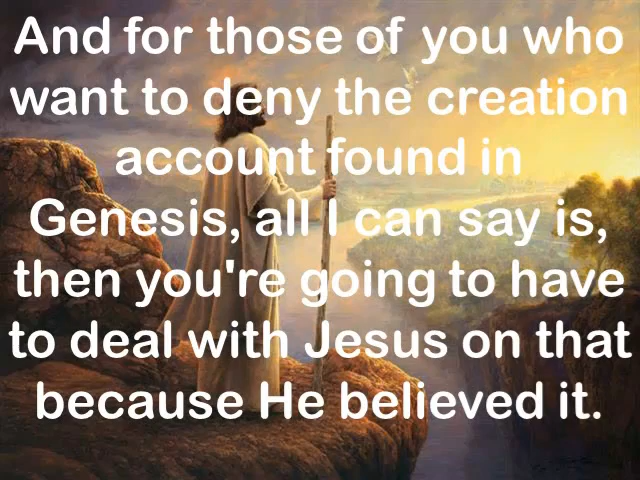 And for those of you who
want to deny the creation
account found in
Genesis, all I can say is,
then you're going to have
to deal with Jesus on that
because He believed it.